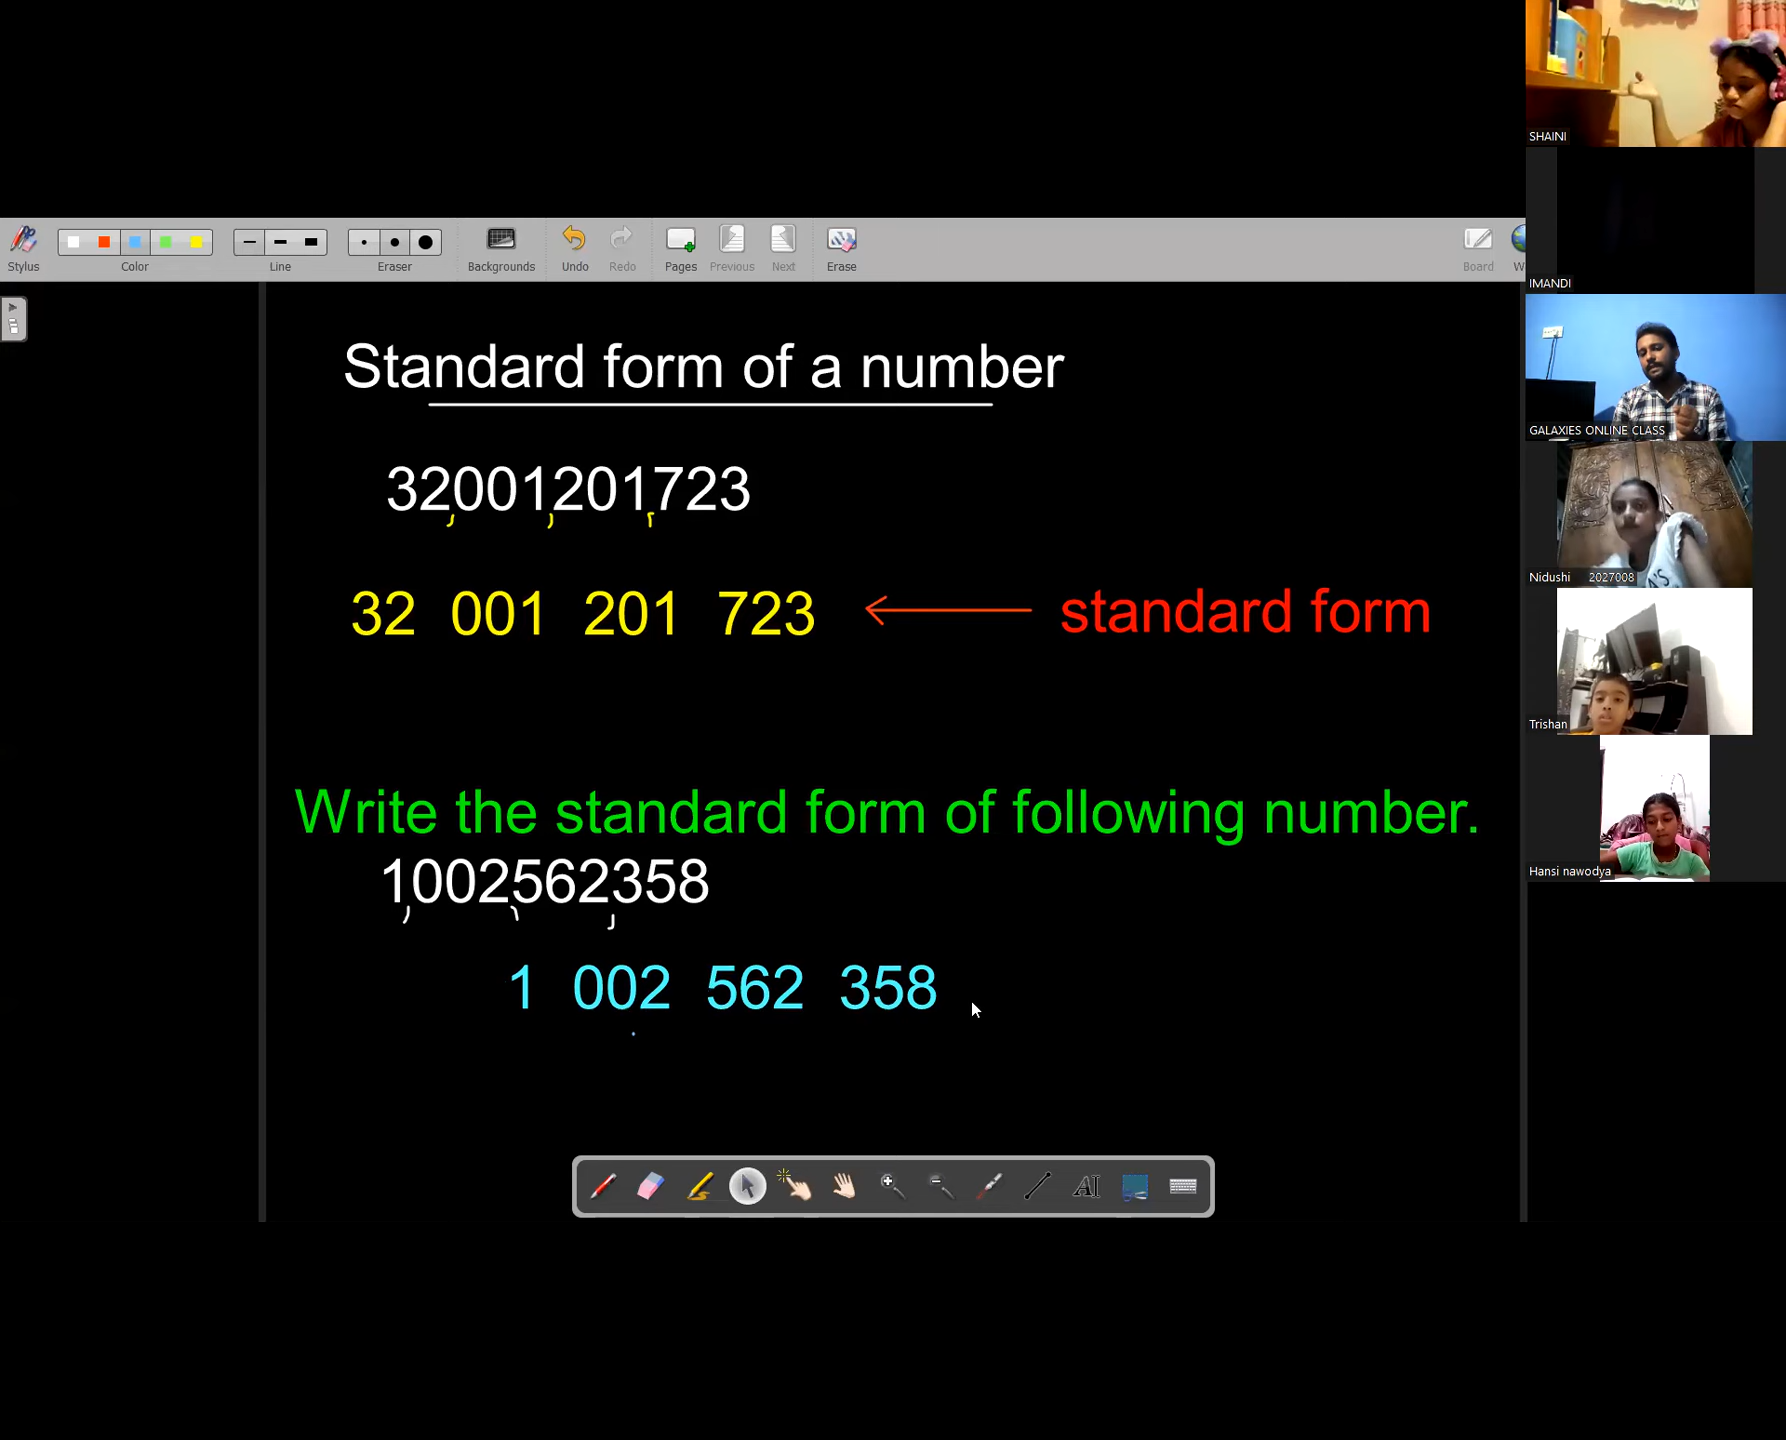 SHAINI
IMANDI
GALAXIES ONLINE CLASS
Nidushi 2027008
Trishan
Hansi nawodya
Stylus
Color
Line
Eraser
Backgrounds
Undo
Redo
Pages
Previous
Next
Erase
Board
Standard form of a number
32001201723
32 001 201 723
standard form
Write the standard form of following number.
1002562358
1 002 562 358